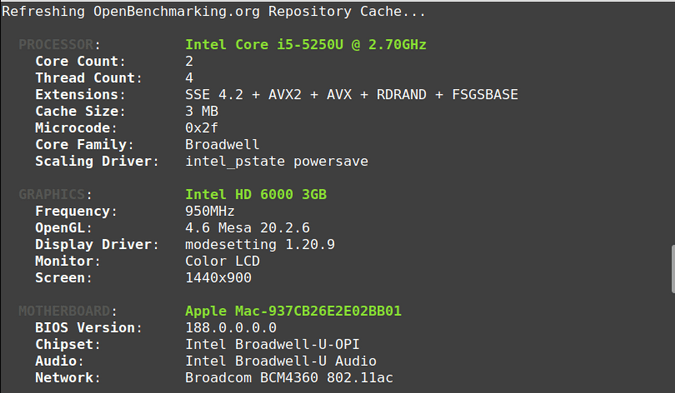 Refreshing OpenBenchmarking.org Repository Cache...
PROCESSOR: Intel Core i5-5250U @ 2.70GHz
Core Count: 2
Thread Count: 4
Extensions: SSE 4.2 + AVX2 + AVX + RDRAND + FSGSBASE
Cache Size: 3 MB
Microcode: 0x2f
Core Family: Broadwell
Scaling Driver: intel_pstate powersave
GRAPHICS: Intel HD 6000 3GB
Frequency: 950MHz
OpenGL: 4.6 Mesa 20.2.6
Display Driver: modesetting 1.20.9
Monitor: Color LCD
Screen: 1440x900
MOTHERBOARD: Apple Mac-937CB26E2E02BB01
BIOS Version: 188.0.0.0.0
Chipset: Intel Broadwell-U-OPI
Audio: Intel Broadwell-U Audio
Network: Broadcom BCM4360 802.11ac